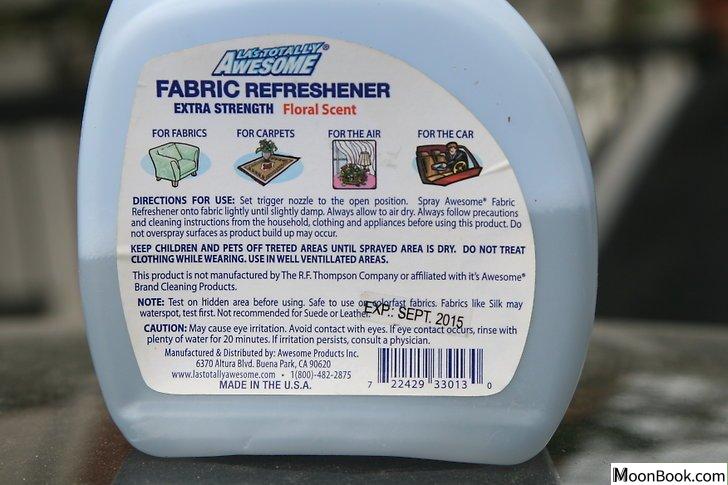 LA'S TOTALLY
AWESOME®
FABRIC REFRESHENER
EXTRA STRENGTH Floral Scent
FOR FABRICS FOR CARPETS FOR THE AIR FOR THE CAR
DIRECTIONS FOR USE: Set trigger nozzle to the open position. Spray Awesome® Fabric
Refreshener onto fabric lightly until slightly damp. Always allow to air dry. Always follow precautions
and cleaning instructions from the household, clothing and appliances before using this product. Do
not overspray surfaces as product build up may occur.
KEEP CHILDREN AND PETS OFF TRETED AREAS UNTIL SPRAYED AREA IS DRY. DO NOT TREAT
CLOTHING WHILE WEARING. USE IN WELL VENTILLATED AREAS.
This product is not manufactured by The R.F. Thompson Company or affiliated with it's Awesome®
Brand Cleaning Products.
NOTE: Test on Hidden area before using. Safe to use on colorfast fabrics. Fabrics like Silk may
waterspot, test first. Not recommended for Suede or Leather.
EXP.: SEPT. 2015
CAUTION: May cause eye irritation. Avoid contact with eyes. If eye contact occurs, rinse with
plenty of water for 20 minutes. If irritation persists, consult a physician.
Manufactured & Distributed by: Awesome Products Inc.
6370 Altura Blvd. Buena Park, CA 90620
www.lastotallyawesome.com • 1(800)-482-2875
MADE IN THE U.S.A.
7 22429 33013 0
MoonBook.com